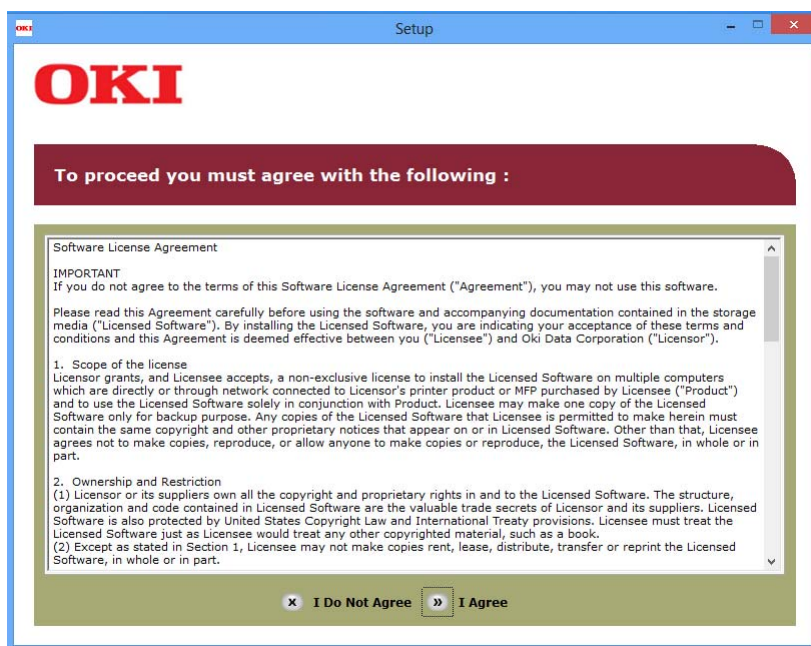 OKI
Setup
OKI
To proceed you must agree with the following :
Software License Agreement
IMPORTANT
If you do not agree to the terms of this Software License Agreement ("Agreement"), you may not use this software.
Please read this Agreement carefully before using the software and accompanying documentation contained in the storage
media ("Licensed Software"). By installing the Licensed Software, you are indicating your acceptance of these terms and
conditions and this Agreement is deemed effective between you ("Licensee") and Oki Data Corporation ("Licensor").
1. Scope of the license
Licensor grants, and Licensee accepts, a non-exclusive license to install the Licensed Software on multiple computers
which are directly or through network connected to Licensor's printer product or MFP purchased by Licensee ("Product")
and to use the Licensed Software solely in conjunction with Product. Licensee may make one copy of the Licensed
Software only for backup purpose. Any copies of the Licensed Software that Licensee is permitted to make herein must
contain the same copyright and other proprietary notices that appear on or in Licensed Software. Other than that, Licensee
agrees not to make copies, reproduce, or allow anyone to make copies or reproduce, the Licensed Software, in whole or in
part.
2. Ownership and Restriction
(1) Licensor or its suppliers own all the copyright and proprietary rights in and to the Licensed Software. The structure,
organization and code contained in Licensed Software are the valuable trade secrets of Licensor and its suppliers. Licensed
Software is also protected by United States Copyright Law and International Treaty provisions. Licensee must treat the
Licensed Software just as Licensee would treat any other copyrighted material, such as a book.
(2) Except as stated in Section 1, Licensee may not make copies rent, lease, distribute, transfer or reprint the Licensed
Software, in whole or in part.
I Do Not Agree I Agree